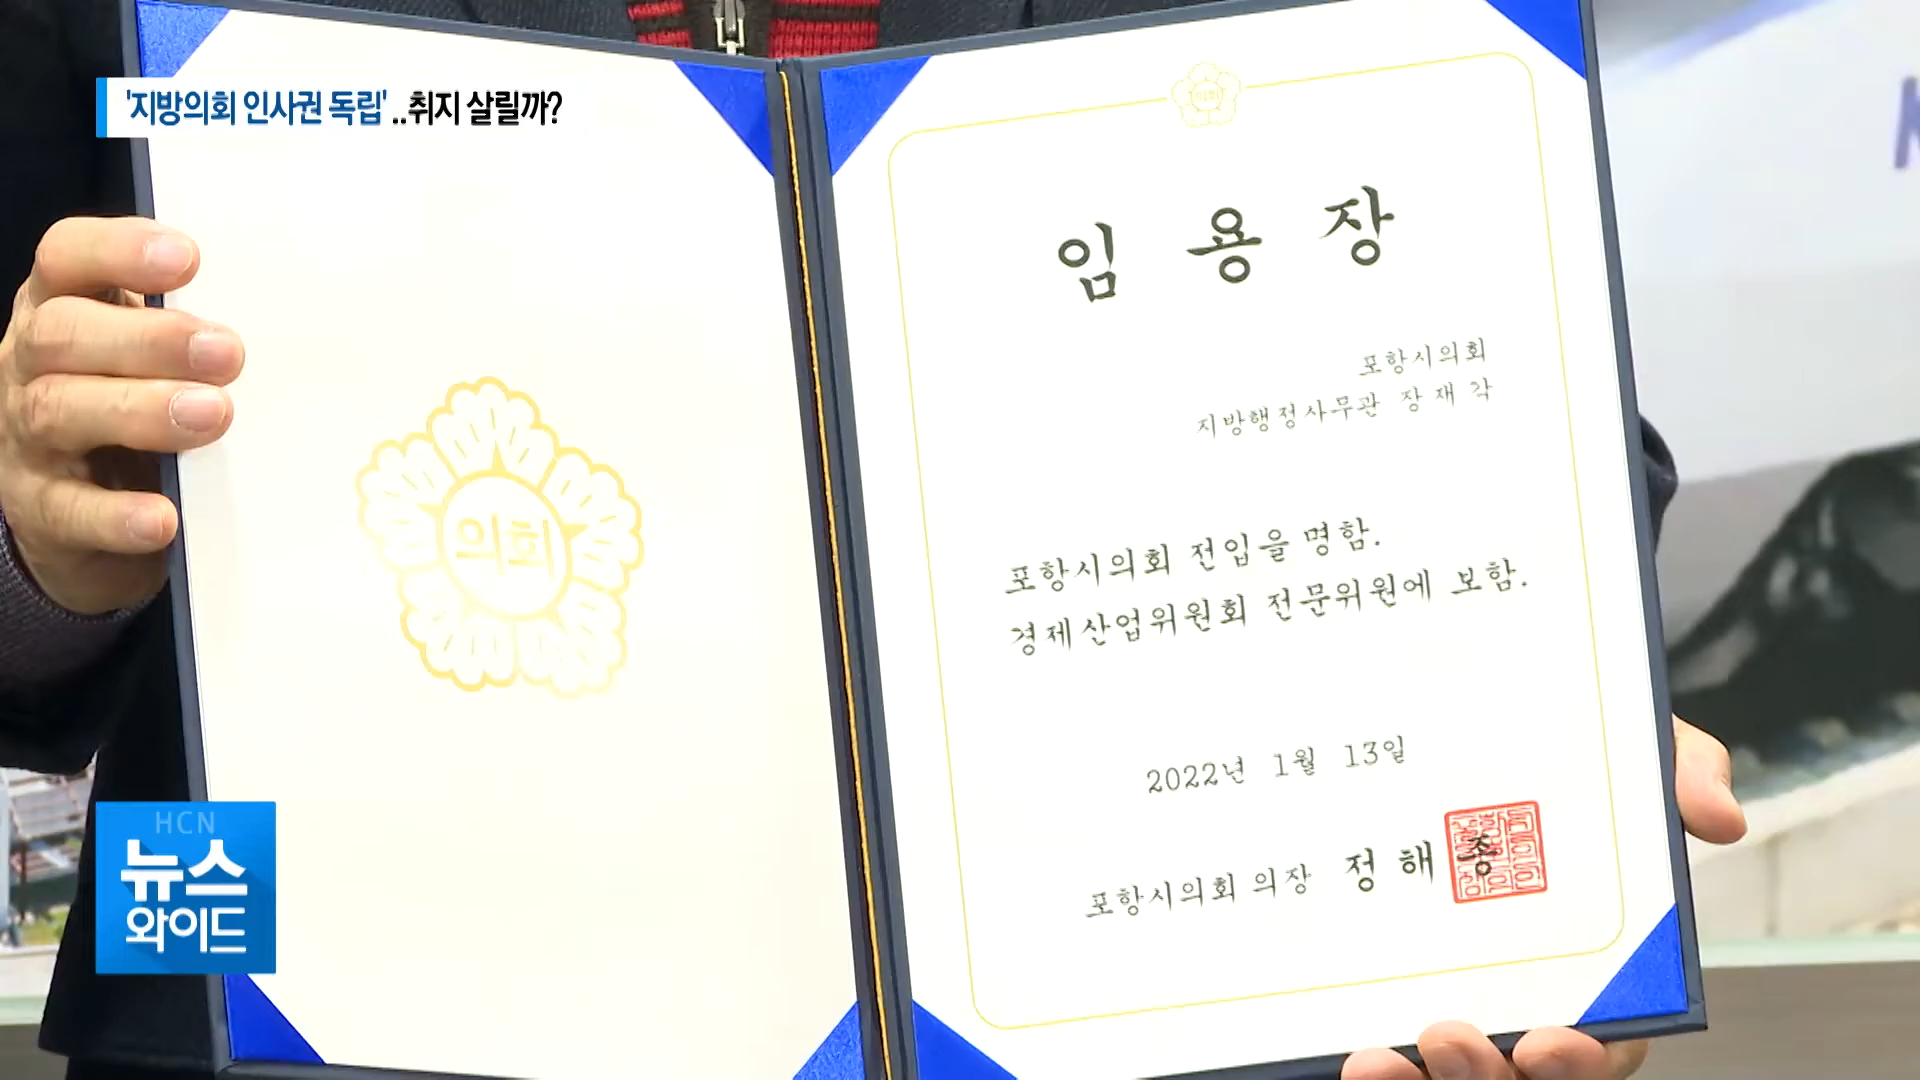 '지방의회 인사권 독립'..취지 살릴까?
의회
의회
임용장
포항시의회
지방행정사무관 장재각
포항시의회 전입을 명함.
경제산업위원회 전문위원에 보함.
2022년 1월 13일
포항시의회 의장 정해종
HCN
뉴스
와이드